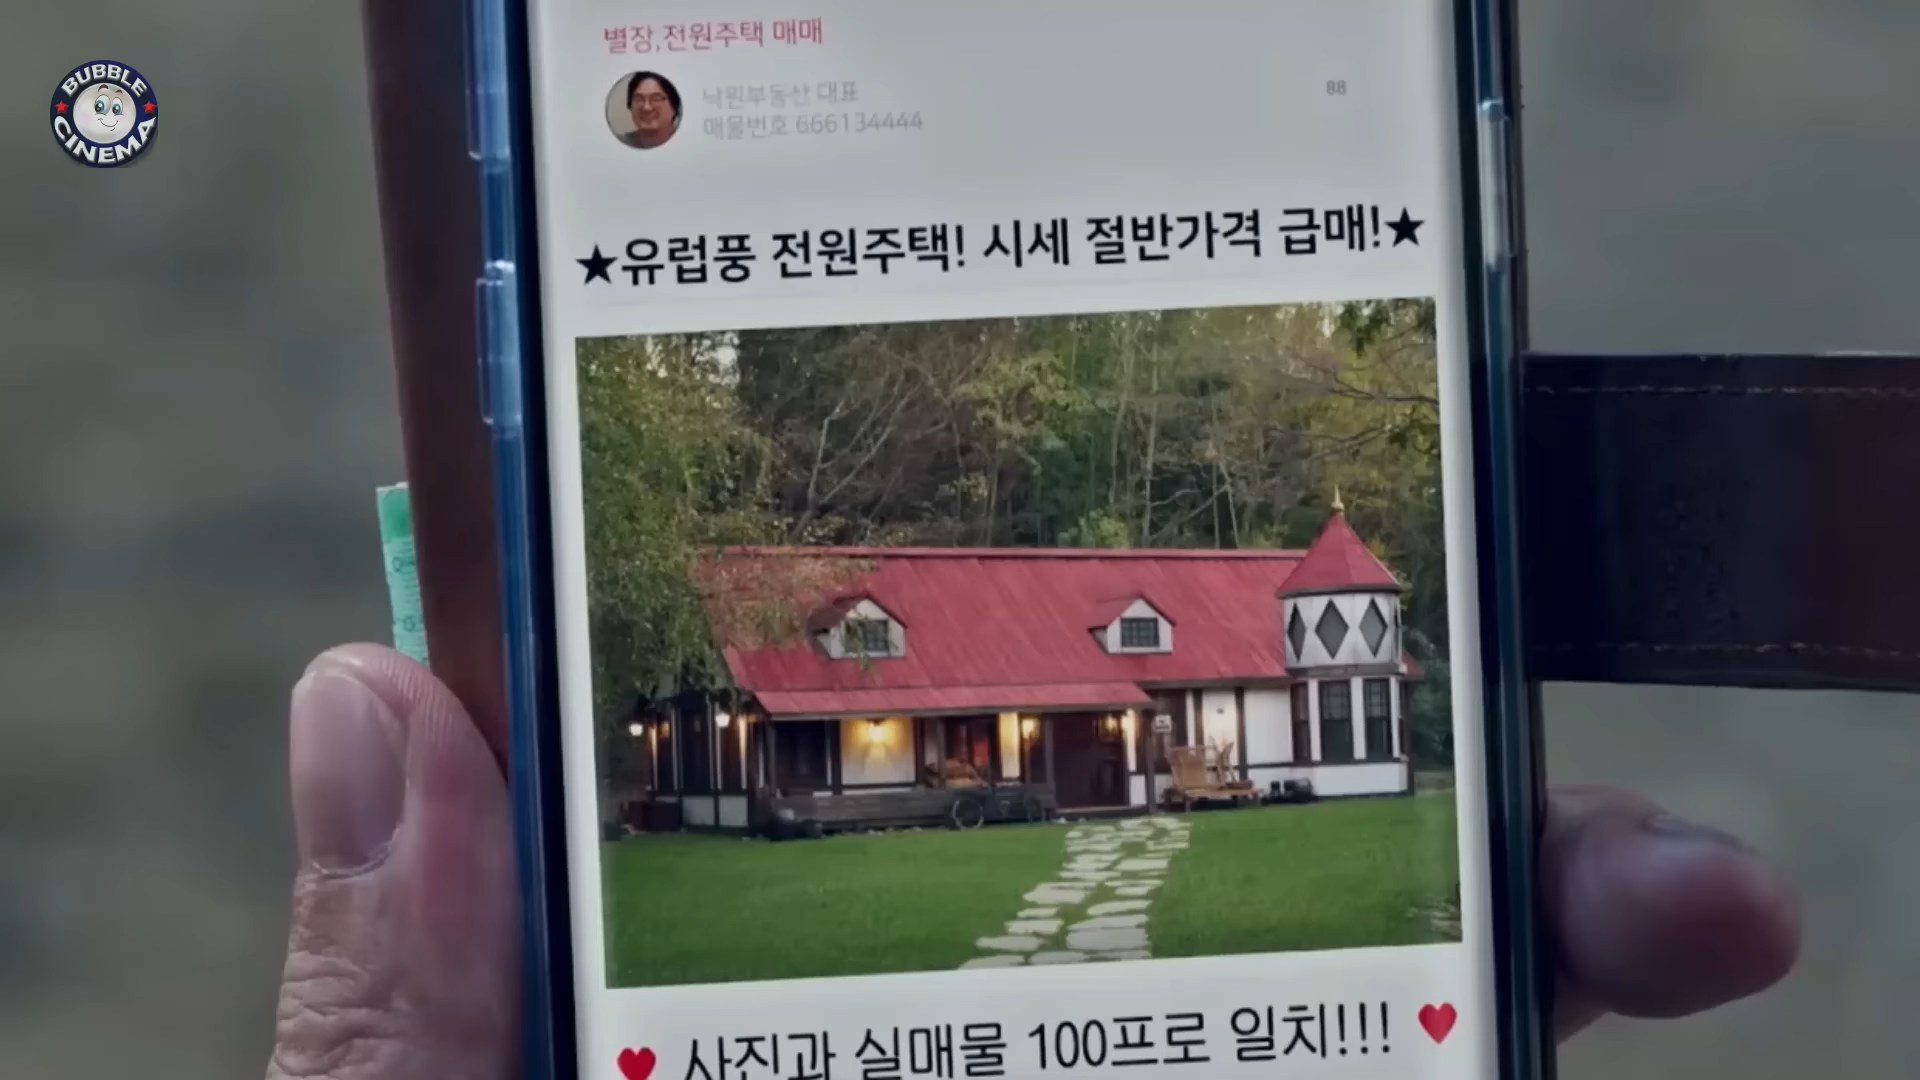 BUBBLE
CINEMA
별장,전원주택 매매
낙원부동산 대표
88
매물번호 666134444
★유럽풍 전원주택! 시세 절반가격 급매!★
♥ 사진과 실매물 100프로 일치!!! ♥